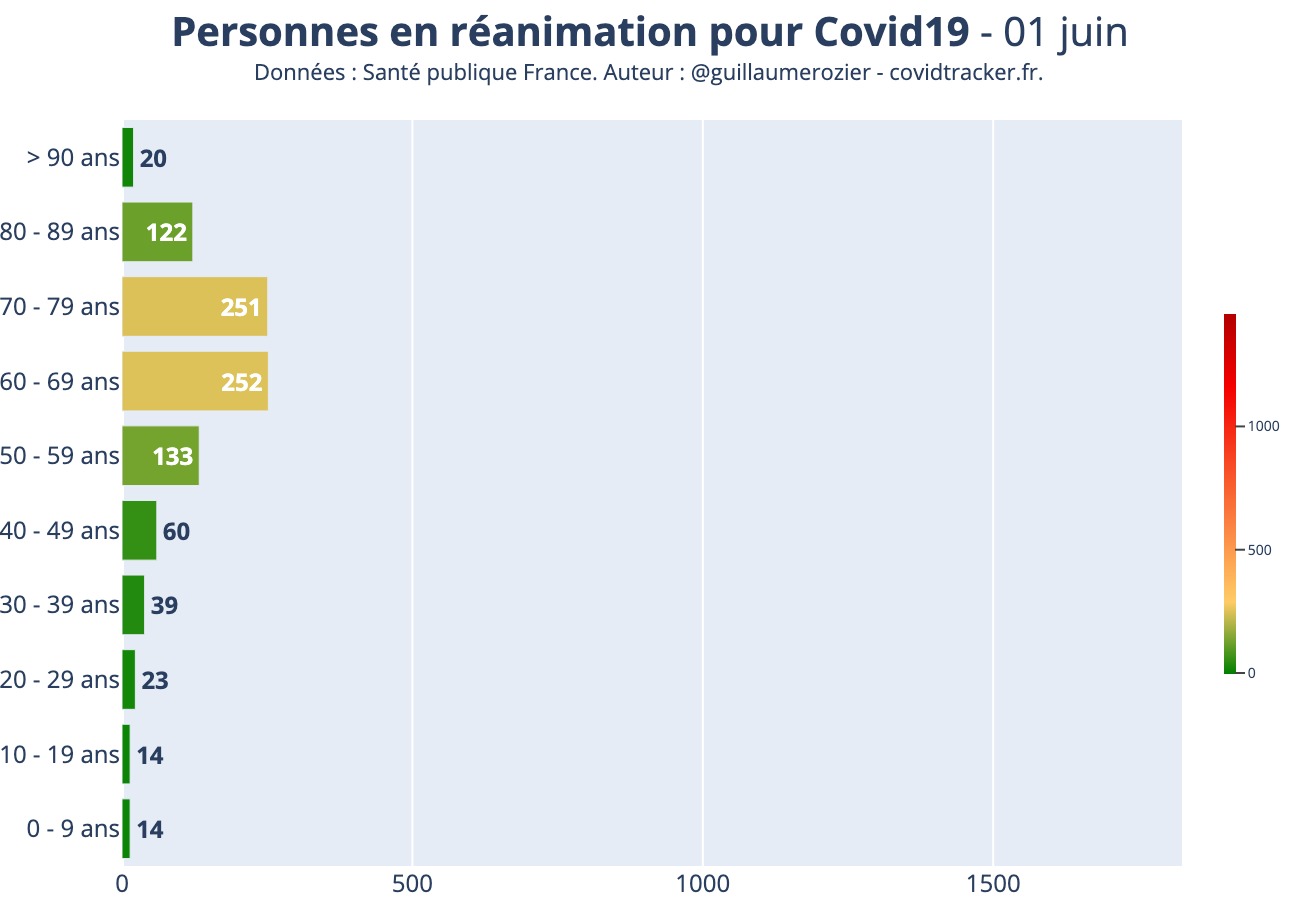 Personnes en réanimation pour Covid19 - 01 juin
Données : Santé publique France. Auteur : @guillaumerozier - covidtracker.fr.
> 90 ans 20
80 - 89 ans 122
70 - 79 ans 251
60 - 69 ans 252
50 - 59 ans 133
40 - 49 ans 60
30 - 39 ans 39
20 - 29 ans 23
10 - 19 ans 14
0 - 9 ans 14
0 500 1000 1500
1000
500
0